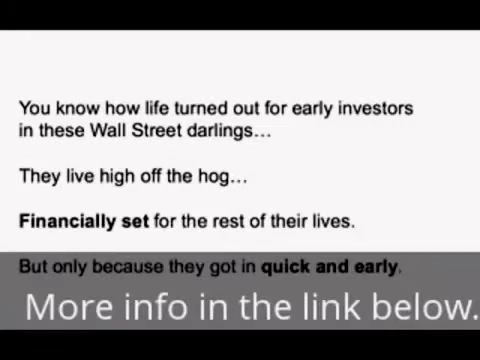 You know how life turned out for early investors
in these Wall Street darlings…
They live high off the hog…
Financially set for the rest of their lives.
But only because they got in quick and early.
More info in the link below.